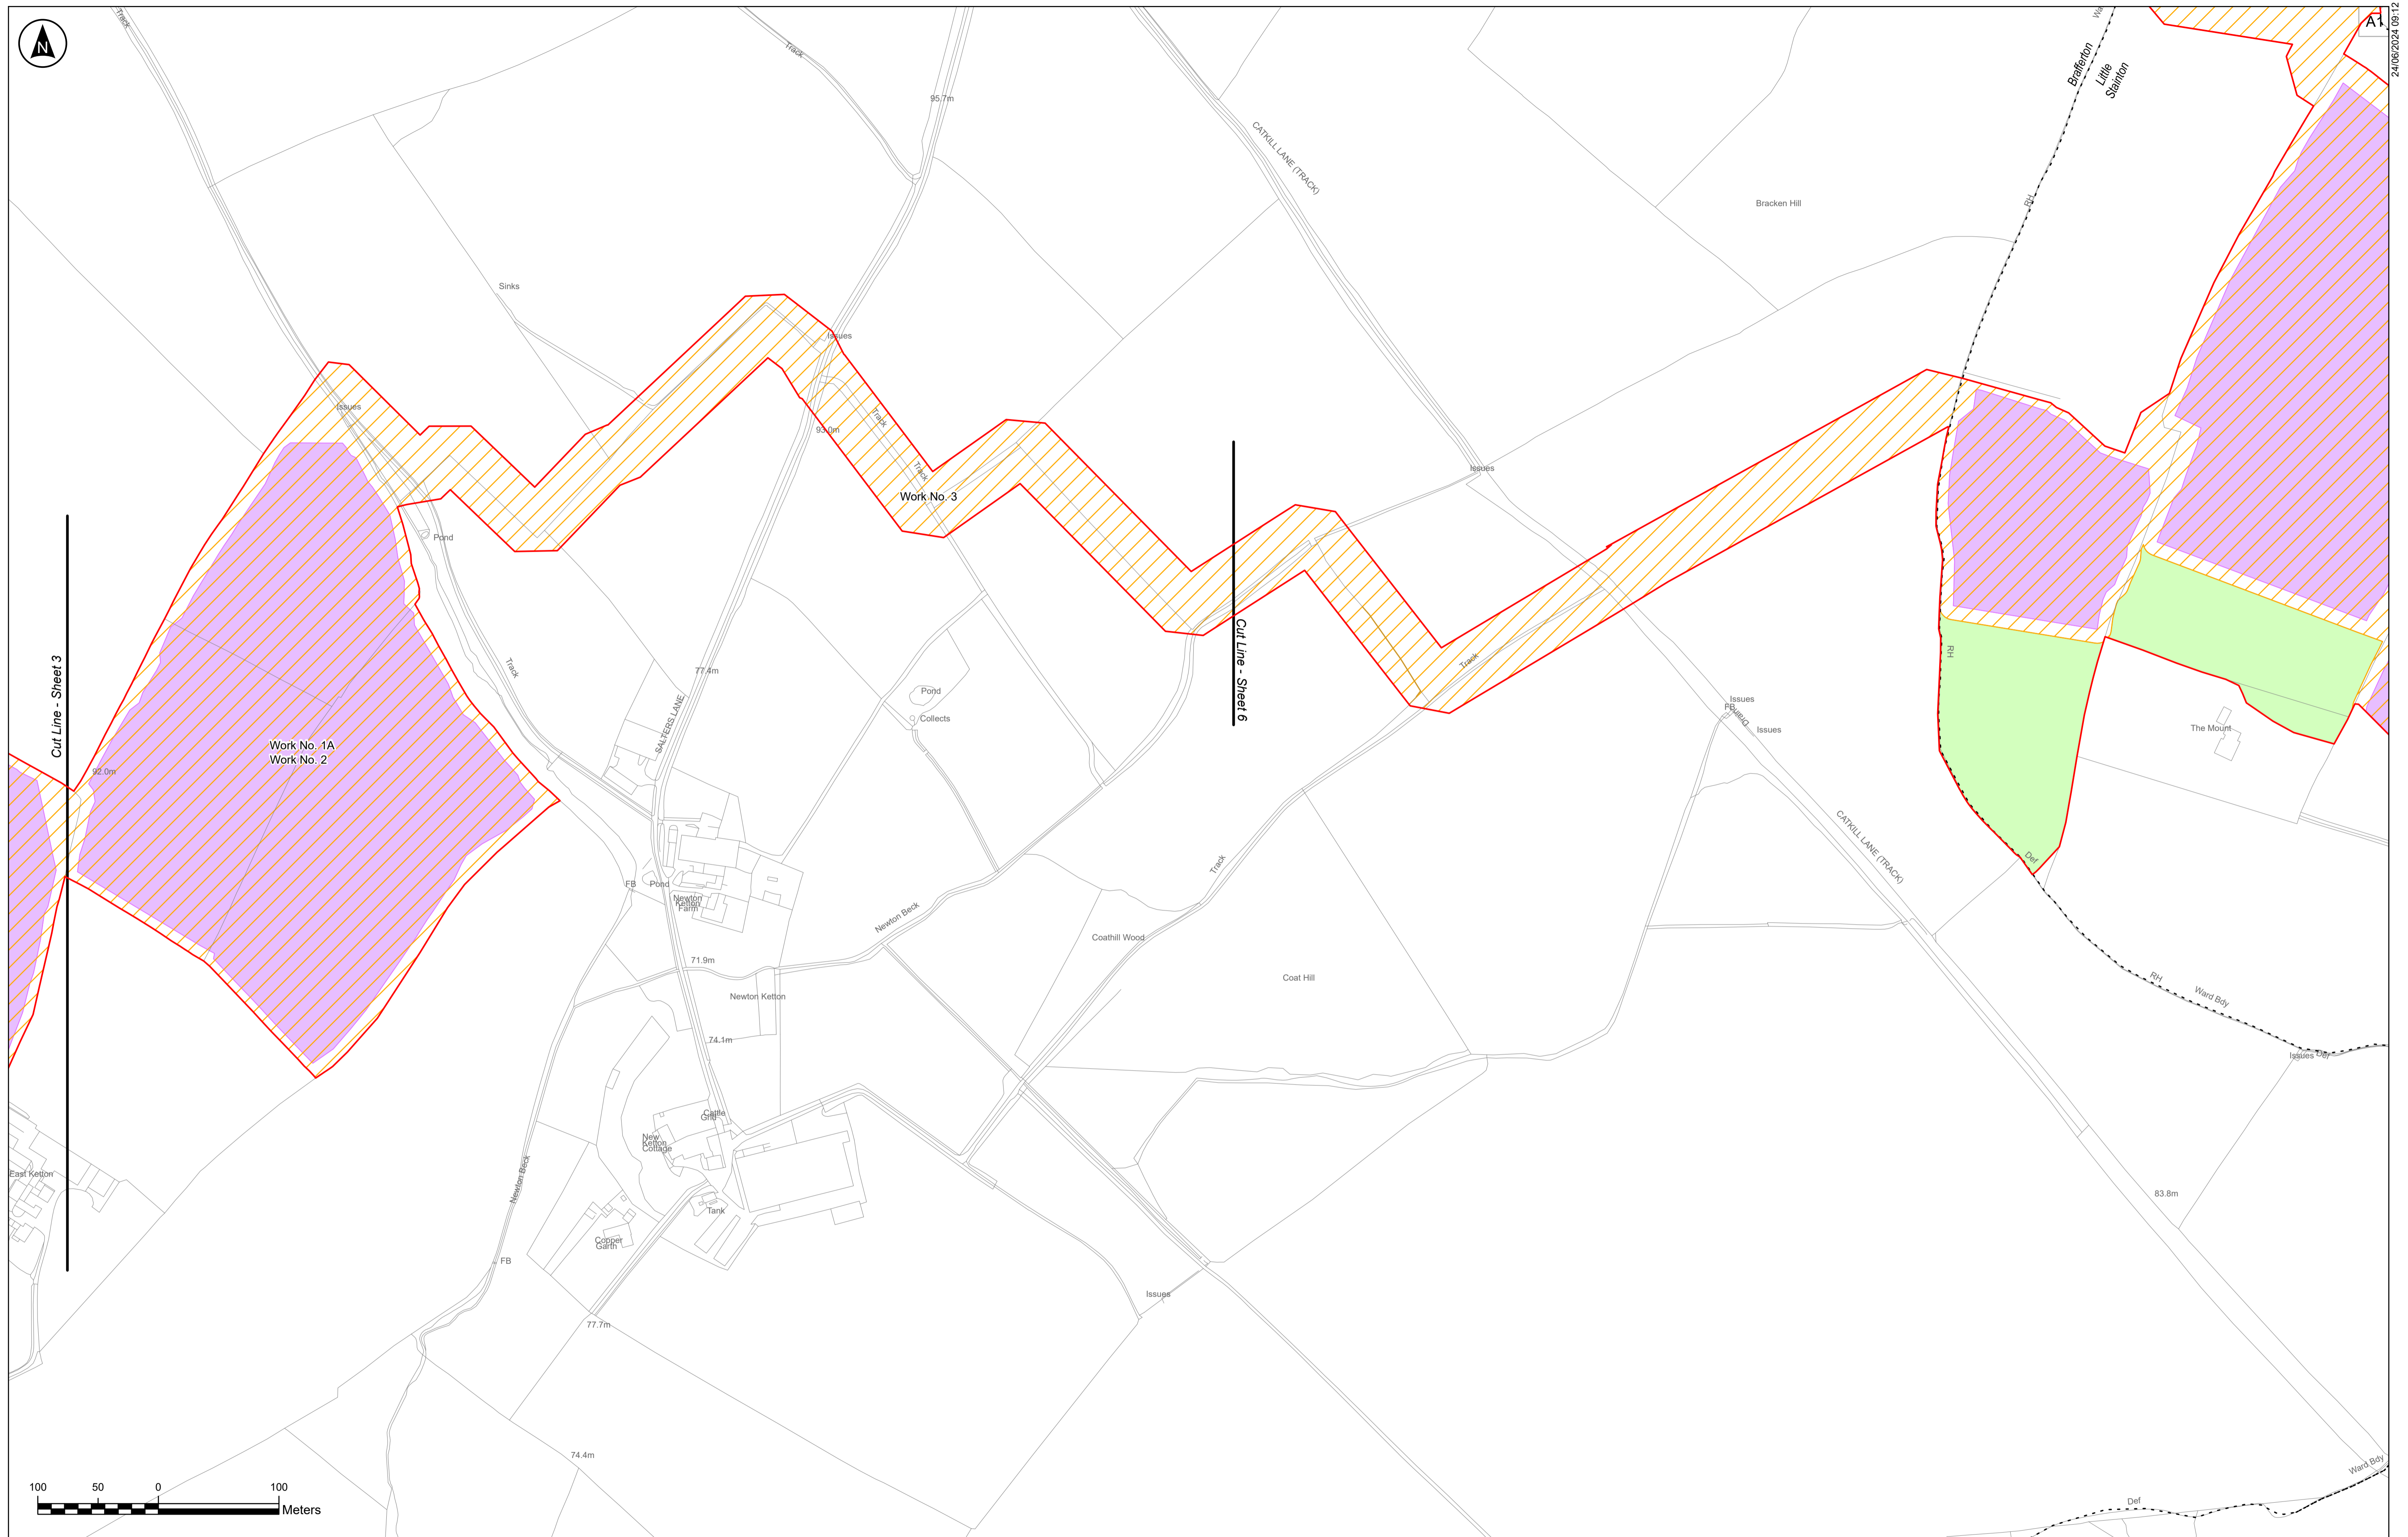 N
Track
Track
95.7m
CATKILL LANE (TRACK)
Bracken Hill
Brafferton
Little
Stainton
A1
24/06/2024 09:12
RH
Sinks
Issues
Issues
93.0m
Track
Track
Work No. 3
Issues
Pond
Cut Line - Sheet 3
Work No. 1A
Work No. 2
92.0m
Track
77.4m
SALTERS LANE
Pond
Collects
Cut Line - Sheet 6
Track
RH
Issues
FB
Drains
Issues
The Mount
CATKILL LANE (TRACK)
Def
Track
FB
Pond
Newton
Ketton
Farm
Newton Beck
Coathill Wood
Coat Hill
71.9m
Newton Ketton
74.1m
RH
Ward Bdy
Issues
Def
Cattle
Grid
New
Ketton
Cottage
East Ketton
Newton Beck
Tank
Copper
Garth
FB
83.8m
Issues
77.7m
74.4m
Ward Bdy
Def
100
50
0
100
Meters